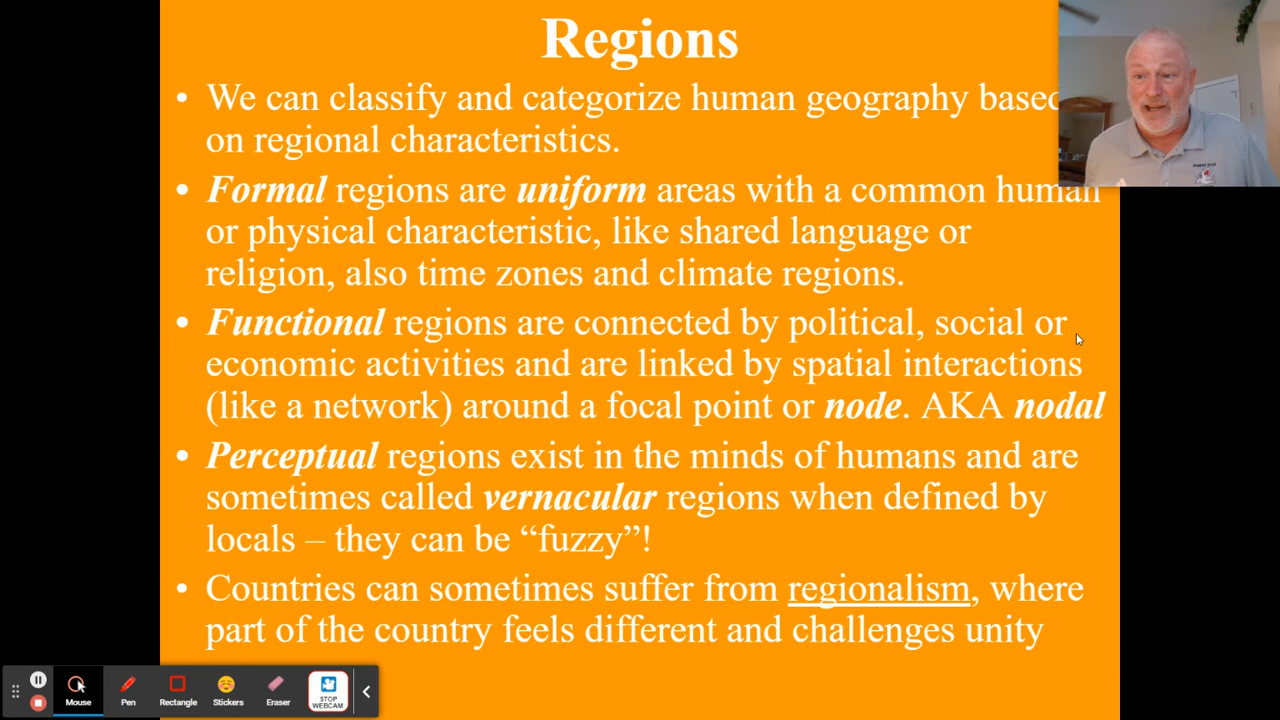 Regions
• We can classify and categorize human geography based
on regional characteristics.
• Formal regions are uniform areas with a common human
or physical characteristic, like shared language or
religion, also time zones and climate regions.
• Functional regions are connected by political, social or
economic activities and are linked by spatial interactions
(like a network) around a focal point or node. AKA nodal
• Perceptual regions exist in the minds of humans and are
sometimes called vernacular regions when defined by
locals – they can be “fuzzy”!
• Countries can sometimes suffer from regionalism, where
part of the country feels different and challenges unity
Mouse
Pen
Rectangle
Stickers
Eraser
STOP
WEBCAM